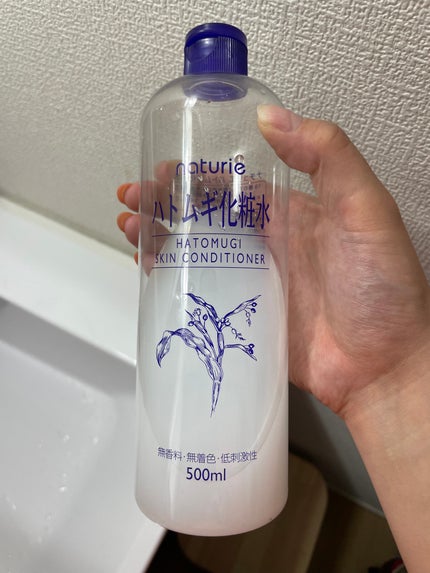 naturie
ハトムギ化粧水
HATOMUGI
SKIN CONDITIONER
無香料・無着色・低刺激性
500ml